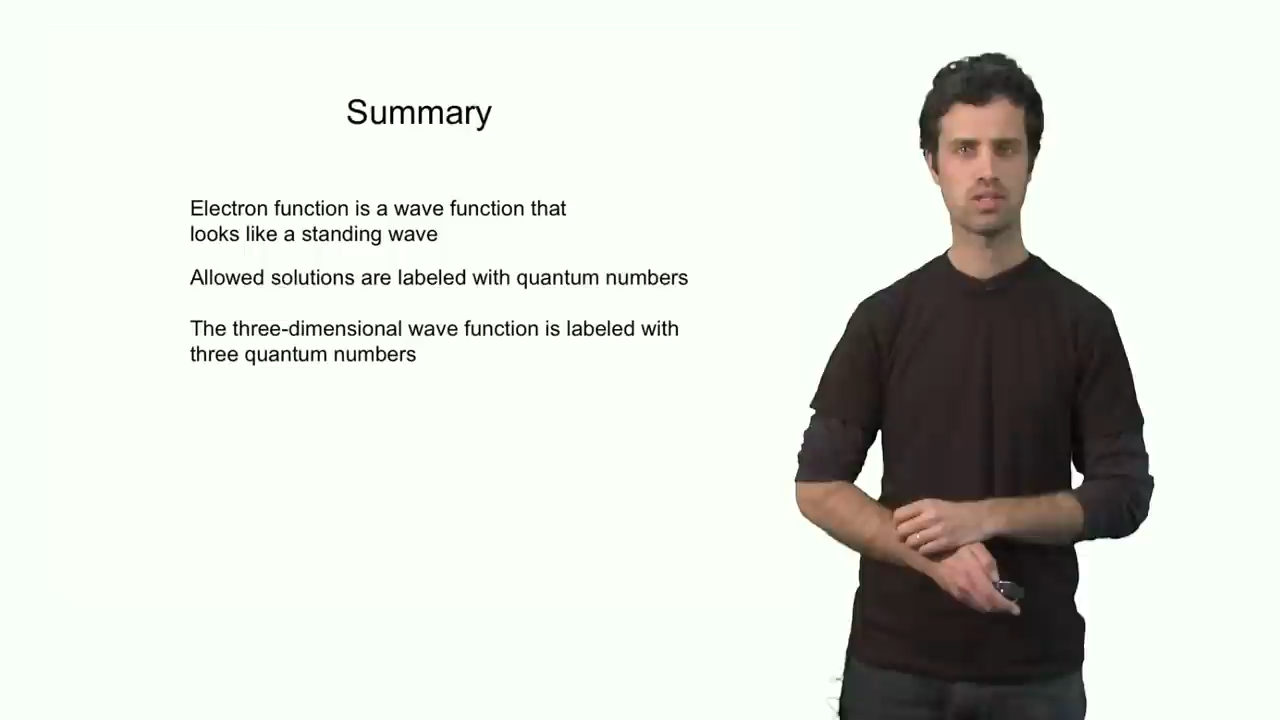 Summary
Electron function is a wave function that
looks like a standing wave
Allowed solutions are labeled with quantum numbers
The three-dimensional wave function is labeled with
three quantum numbers